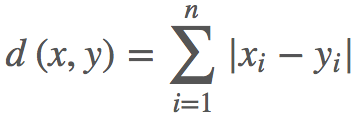 d (x, y) = ∑_{i=1}^{n} |x_i − y_i|